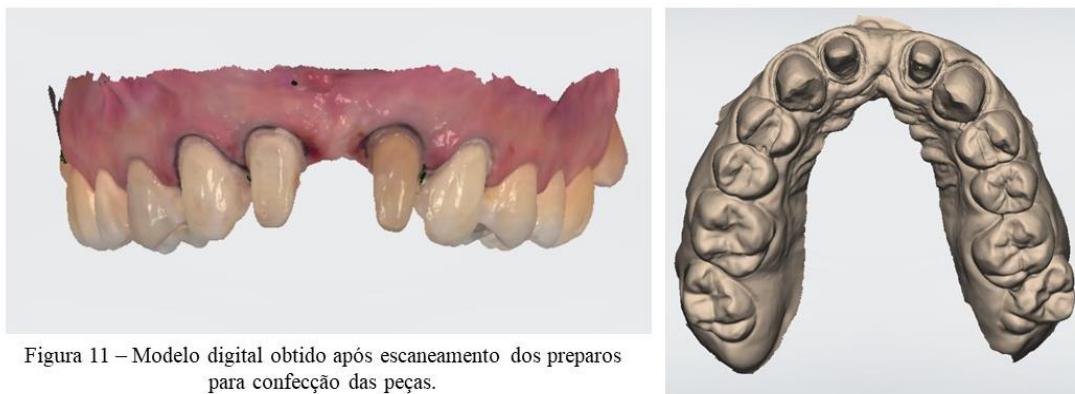 Figura 11 – Modelo digital obtido após escaneamento dos preparos
para confecção das peças.